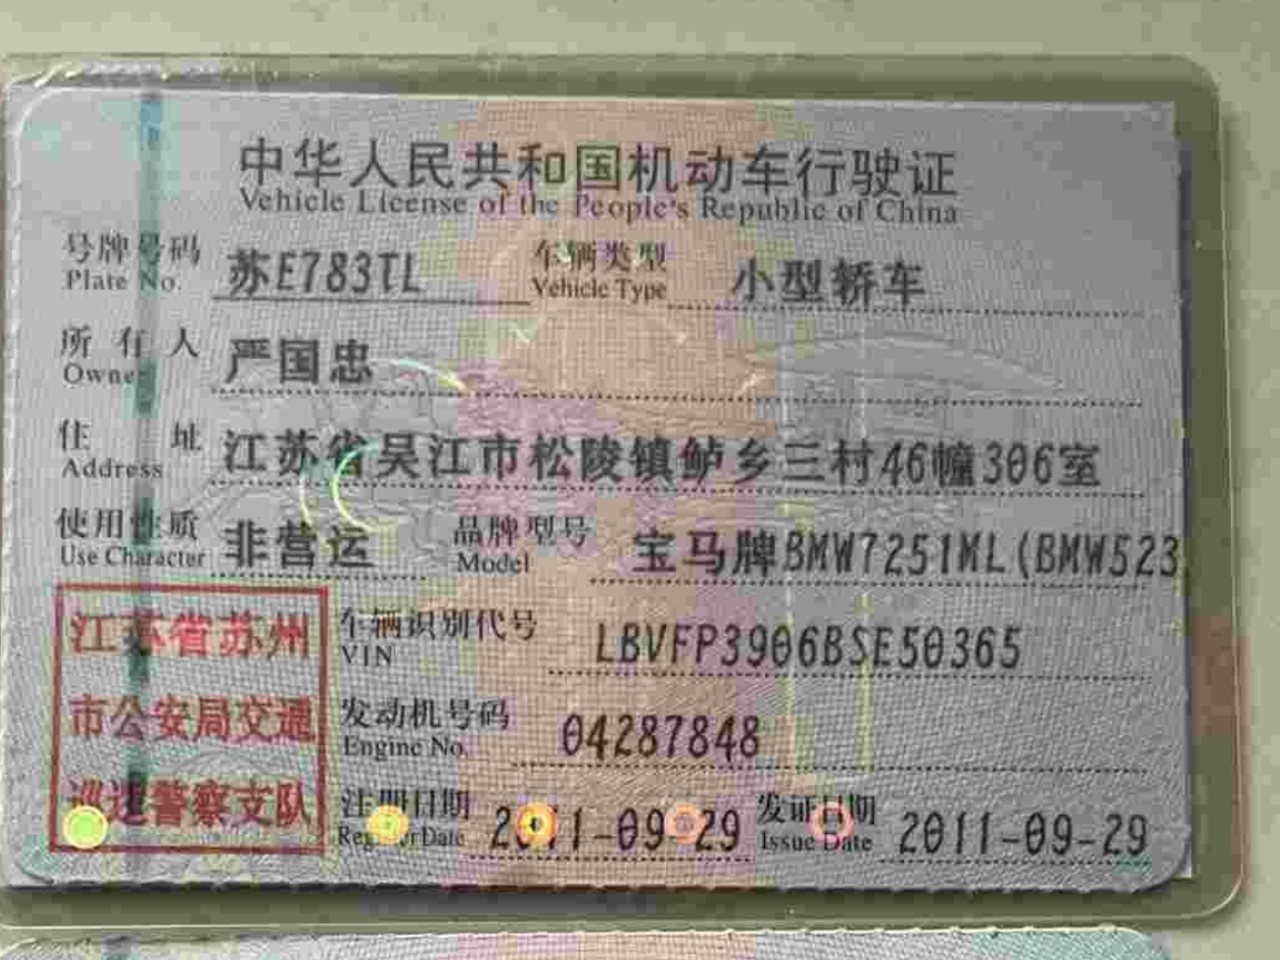 中华人民共和国机动车行驶证
Vehicle License of the People's Republic of China
号牌号码 苏E783TL 车辆类型 小型轿车
Plate No. Vehicle Type
所有人 严国忠
Owner
住址 江苏省吴江市松陵镇鲈乡三村46幢306室
Address
使用性质 非营运 品牌型号 宝马牌BMW7251ML(BMW523
Use Character Model
江苏省苏州 车辆识别代号 LBVFP3906BSE50365
VIN
市公安局交通 发动机号码 04287848
Engine No.
巡逻警察支队 注册日期 2011-09-29 发证日期 2011-09-29
Register Date Issue Date